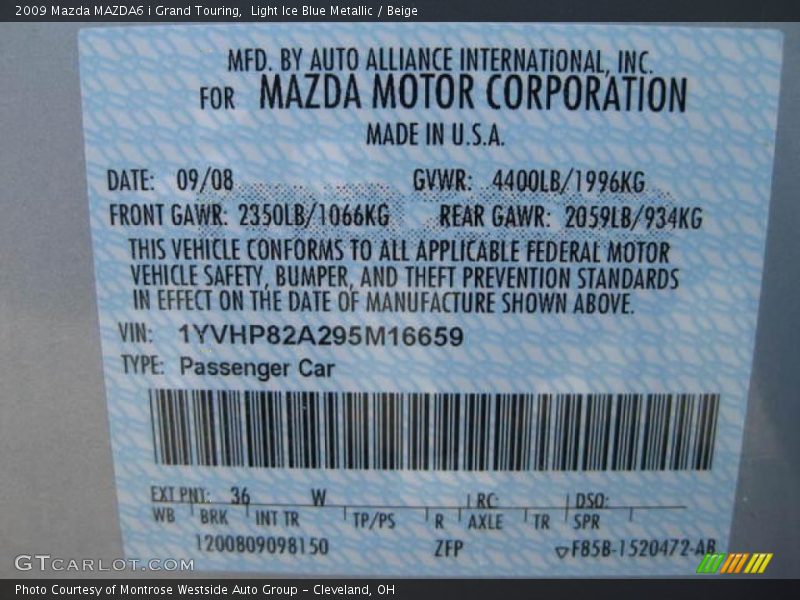 2009 Mazda MAZDA6 i Grand Touring,  Light Ice Blue Metallic / Beige
MFD. BY AUTO ALLIANCE INTERNATIONAL, INC.
FOR MAZDA MOTOR CORPORATION
MADE IN U.S.A.
DATE: 09/08 GVWR: 4400LB/1996KG
FRONT GAWR: 2350LB/1066KG REAR GAWR: 2059LB/934KG
THIS VEHICLE CONFORMS TO ALL APPLICABLE FEDERAL MOTOR
VEHICLE SAFETY, BUMPER, AND THEFT PREVENTION STANDARDS
IN EFFECT ON THE DATE OF MANUFACTURE SHOWN ABOVE.
VIN: 1YVHP82A295M16659
TYPE: Passenger Car
EXT PNT: 36 W RC: DSO:
WB BRK INT TR TP/PS R AXLE TR SPR
1200809098150 ZFP F85B-1520472-AB
GTCARLOT.COM
Photo Courtesy of Montrose Westside Auto Group - Cleveland, OH